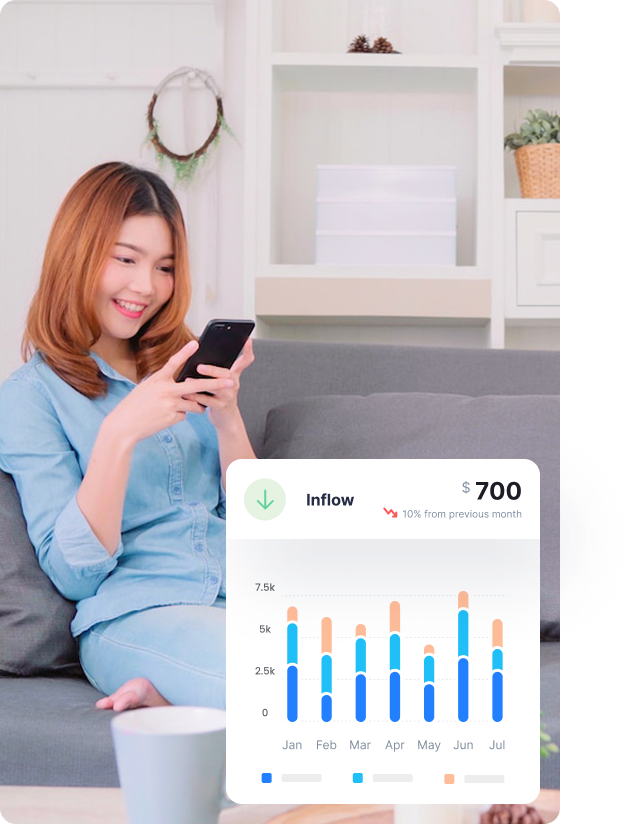 Inflow
$ 700
10% from previous month
7.5k
5k
2.5k
0
Jan Feb Mar Apr May Jun Jul